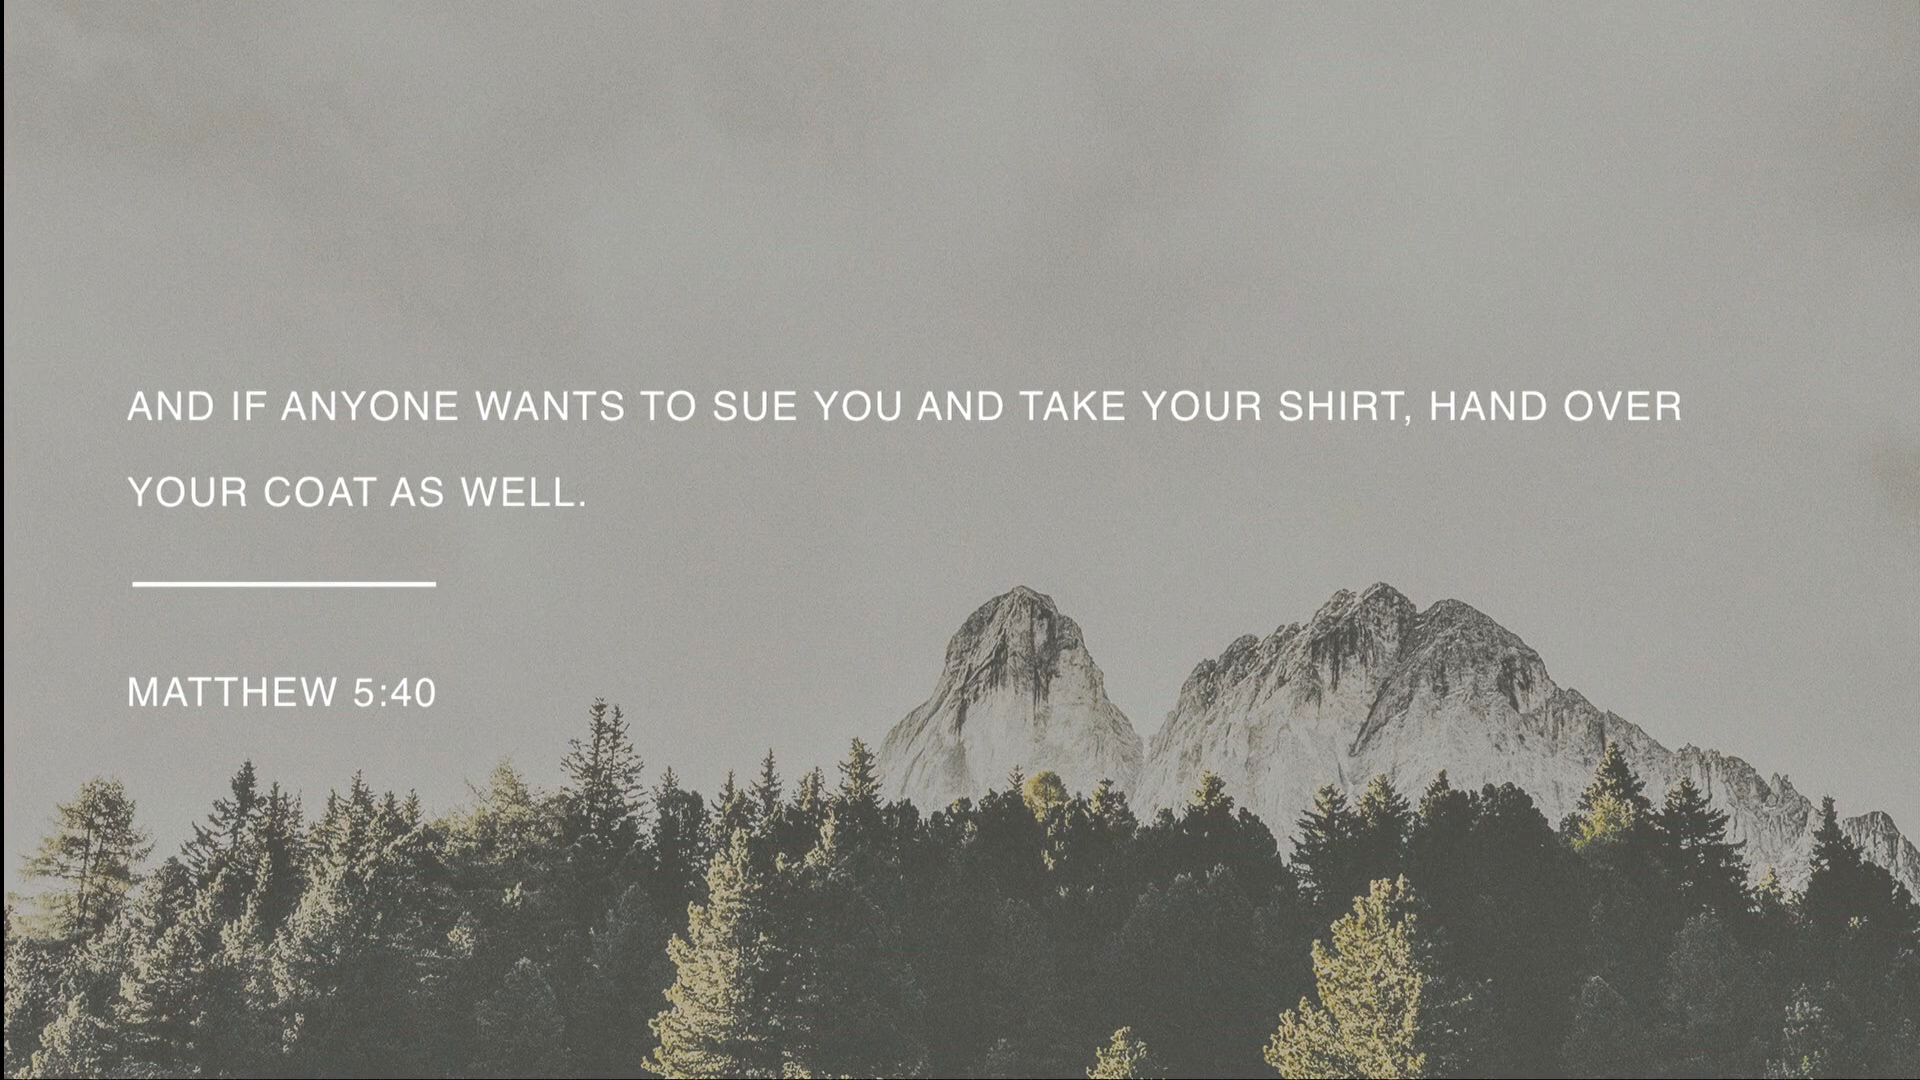 AND IF ANYONE WANTS TO SUE YOU AND TAKE YOUR SHIRT, HAND OVER
YOUR COAT AS WELL.
MATTHEW 5:40